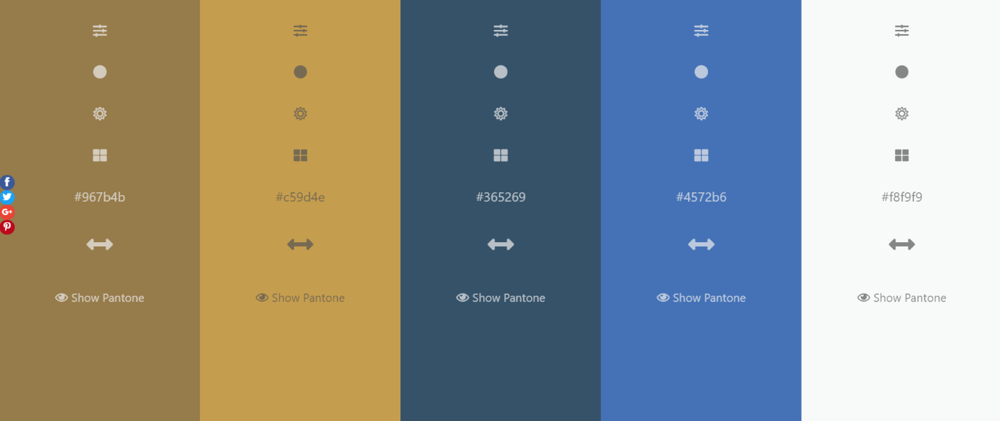 #967b4b
#c59d4e
#365269
#4572b6
#f8f9f9
Show Pantone
Show Pantone
Show Pantone
Show Pantone
Show Pantone
f
G+